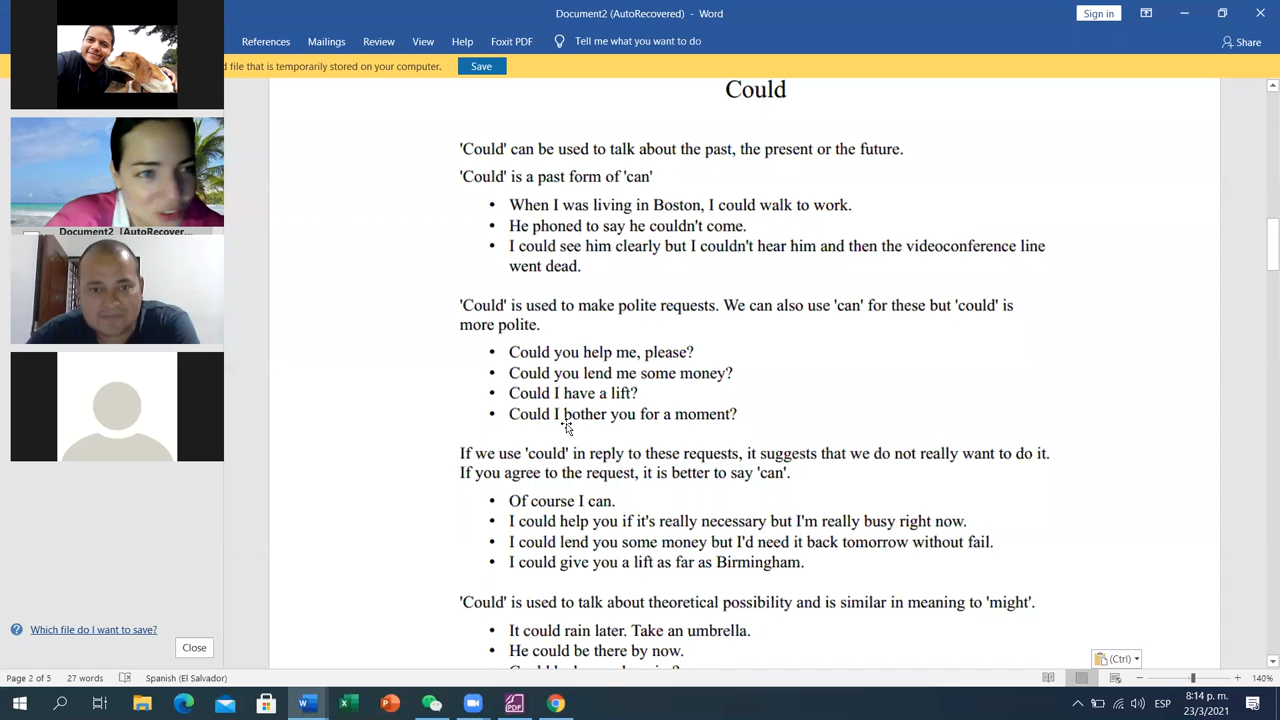 Document2 (AutoRecovered) - Word
Sign in
References Mailings Review View Help Foxit PDF Tell me what you want to do Share
file that is temporarily stored on your computer. Save
Could
'Could' can be used to talk about the past, the present or the future.
'Could' is a past form of 'can'
• When I was living in Boston, I could walk to work.
• He phoned to say he couldn't come.
• I could see him clearly but I couldn't hear him and then the videoconference line
went dead.
'Could' is used to make polite requests. We can also use 'can' for these but 'could' is
more polite.
• Could you help me, please?
• Could you lend me some money?
• Could I have a lift?
• Could I bother you for a moment?
If we use 'could' in reply to these requests, it suggests that we do not really want to do it.
If you agree to the request, it is better to say 'can'.
• Of course I can.
• I could help you if it's really necessary but I'm really busy right now.
• I could lend you some money but I'd need it back tomorrow without fail.
• I could give you a lift as far as Birmingham.
'Could' is used to talk about theoretical possibility and is similar in meaning to 'might'.
• It could rain later. Take an umbrella.
• He could be there by now.
Document2 [AutoRecover...
Which file do I want to save?
Close
(Ctrl)
Page 2 of 5 27 words Spanish (El Salvador) 140%
ESP
8:14 p. m.
23/3/2021